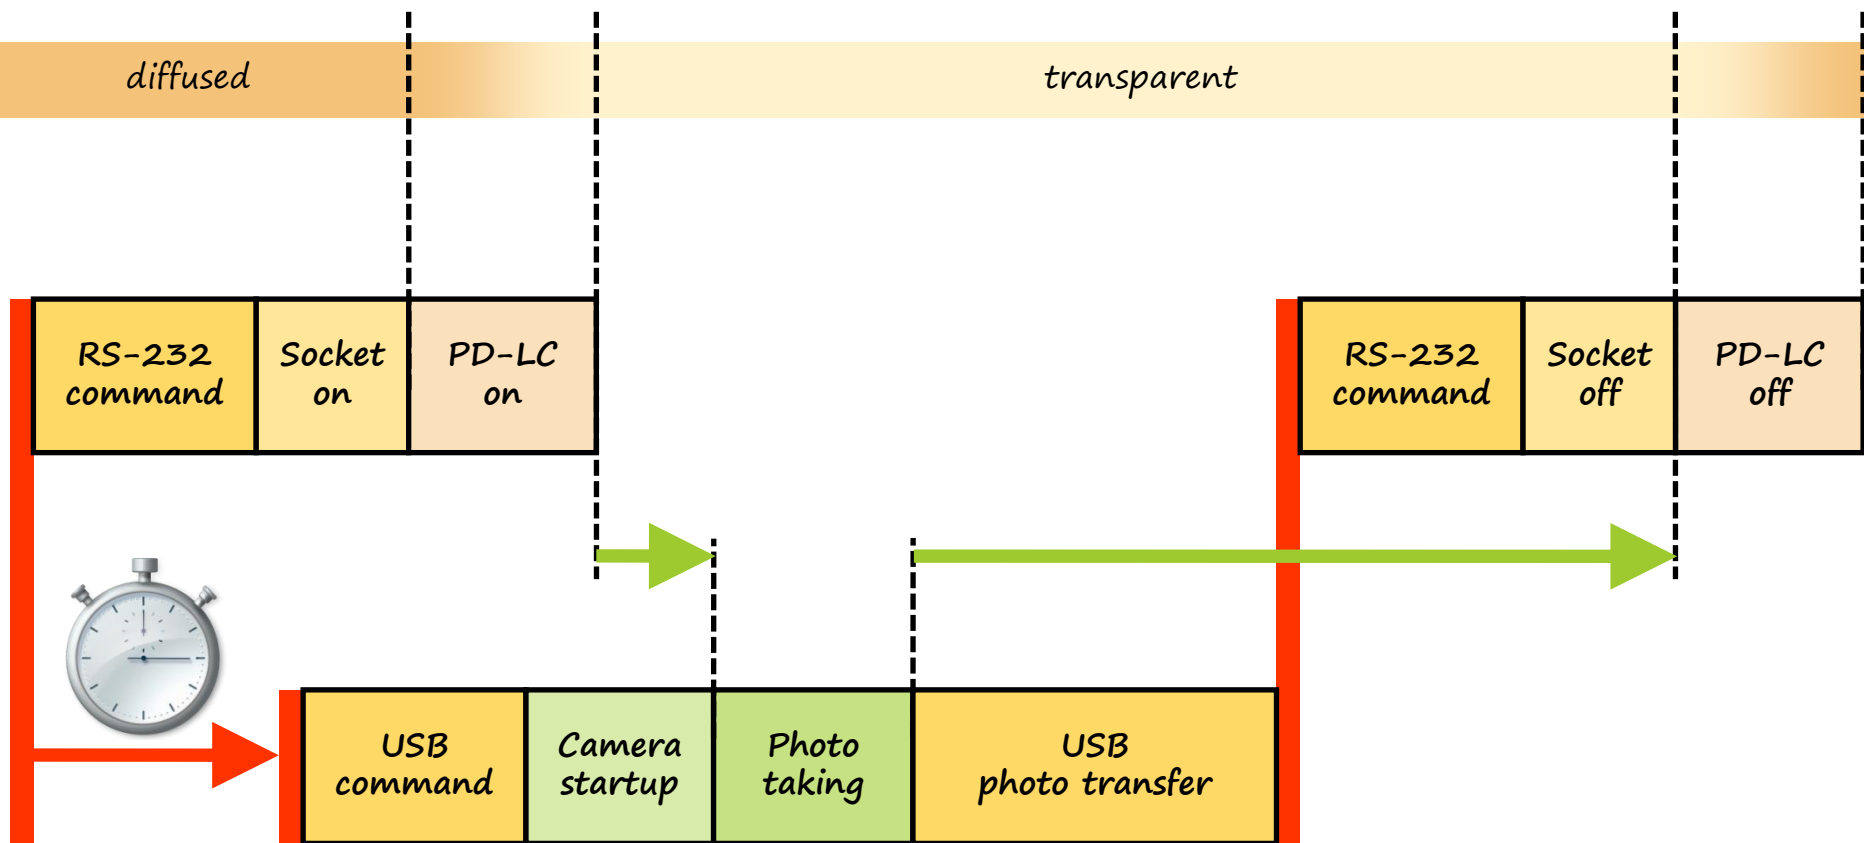 diffused
transparent
RS-232
command
Socket
on
PD-LC
on
RS-232
command
Socket
off
PD-LC
off
USB
command
Camera
startup
Photo
taking
USB
photo transfer